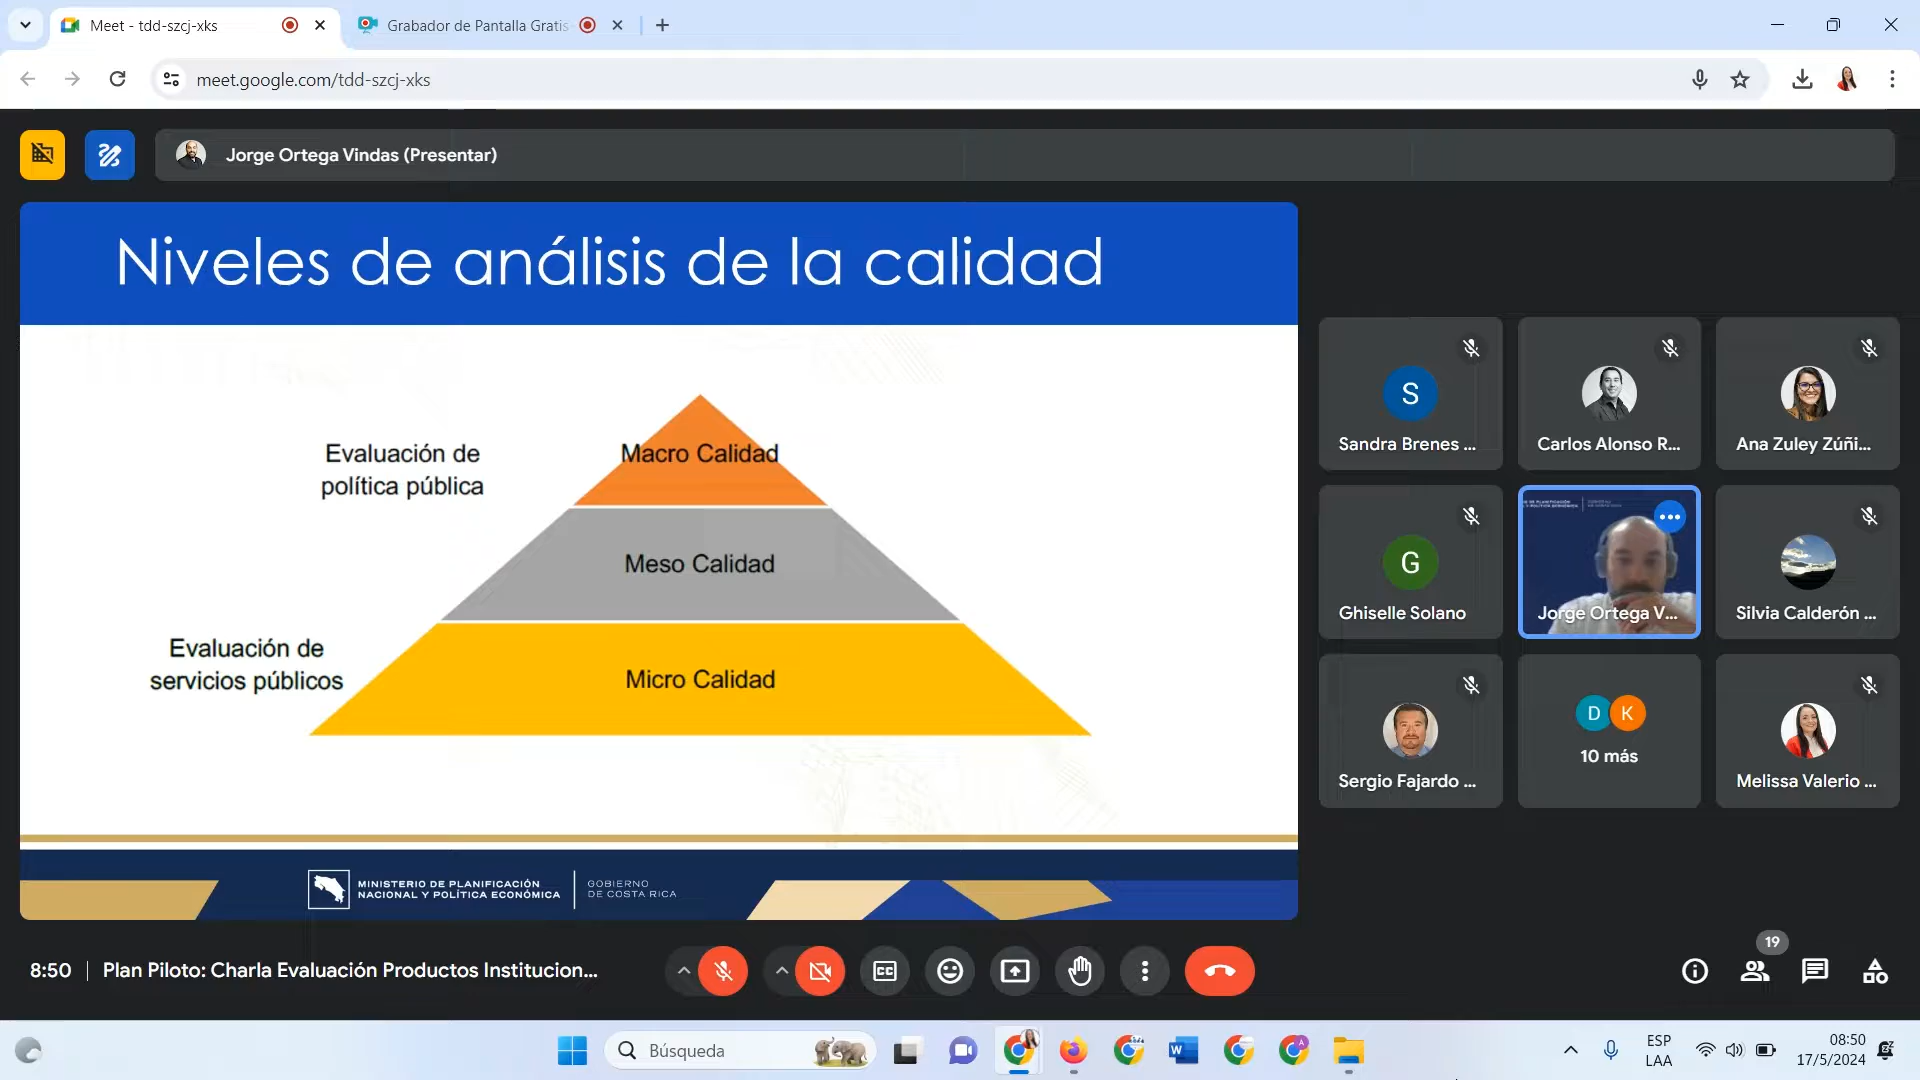 Meet - tdd-szcj-xks
Grabador de Pantalla Gratis
meet.google.com/tdd-szcj-xks
Jorge Ortega Vindas (Presentar)
Niveles de análisis de la calidad
Evaluación de
política pública
Macro Calidad
Meso Calidad
Evaluación de
servicios públicos
Micro Calidad
MINISTERIO DE PLANIFICACIÓN
NACIONAL Y POLÍTICA ECONÓMICA
GOBIERNO
DE COSTA RICA
S
Sandra Brenes ...
Carlos Alonso R...
Ana Zuley Zúñi...
G
Ghiselle Solano
Jorge Ortega V...
Silvia Calderón ...
Sergio Fajardo ...
D K
10 más
Melissa Valerio ...
8:50
Plan Piloto: Charla Evaluación Productos Institucion...
CC
19
Búsqueda
ESP
LAA
08:50
17/5/2024